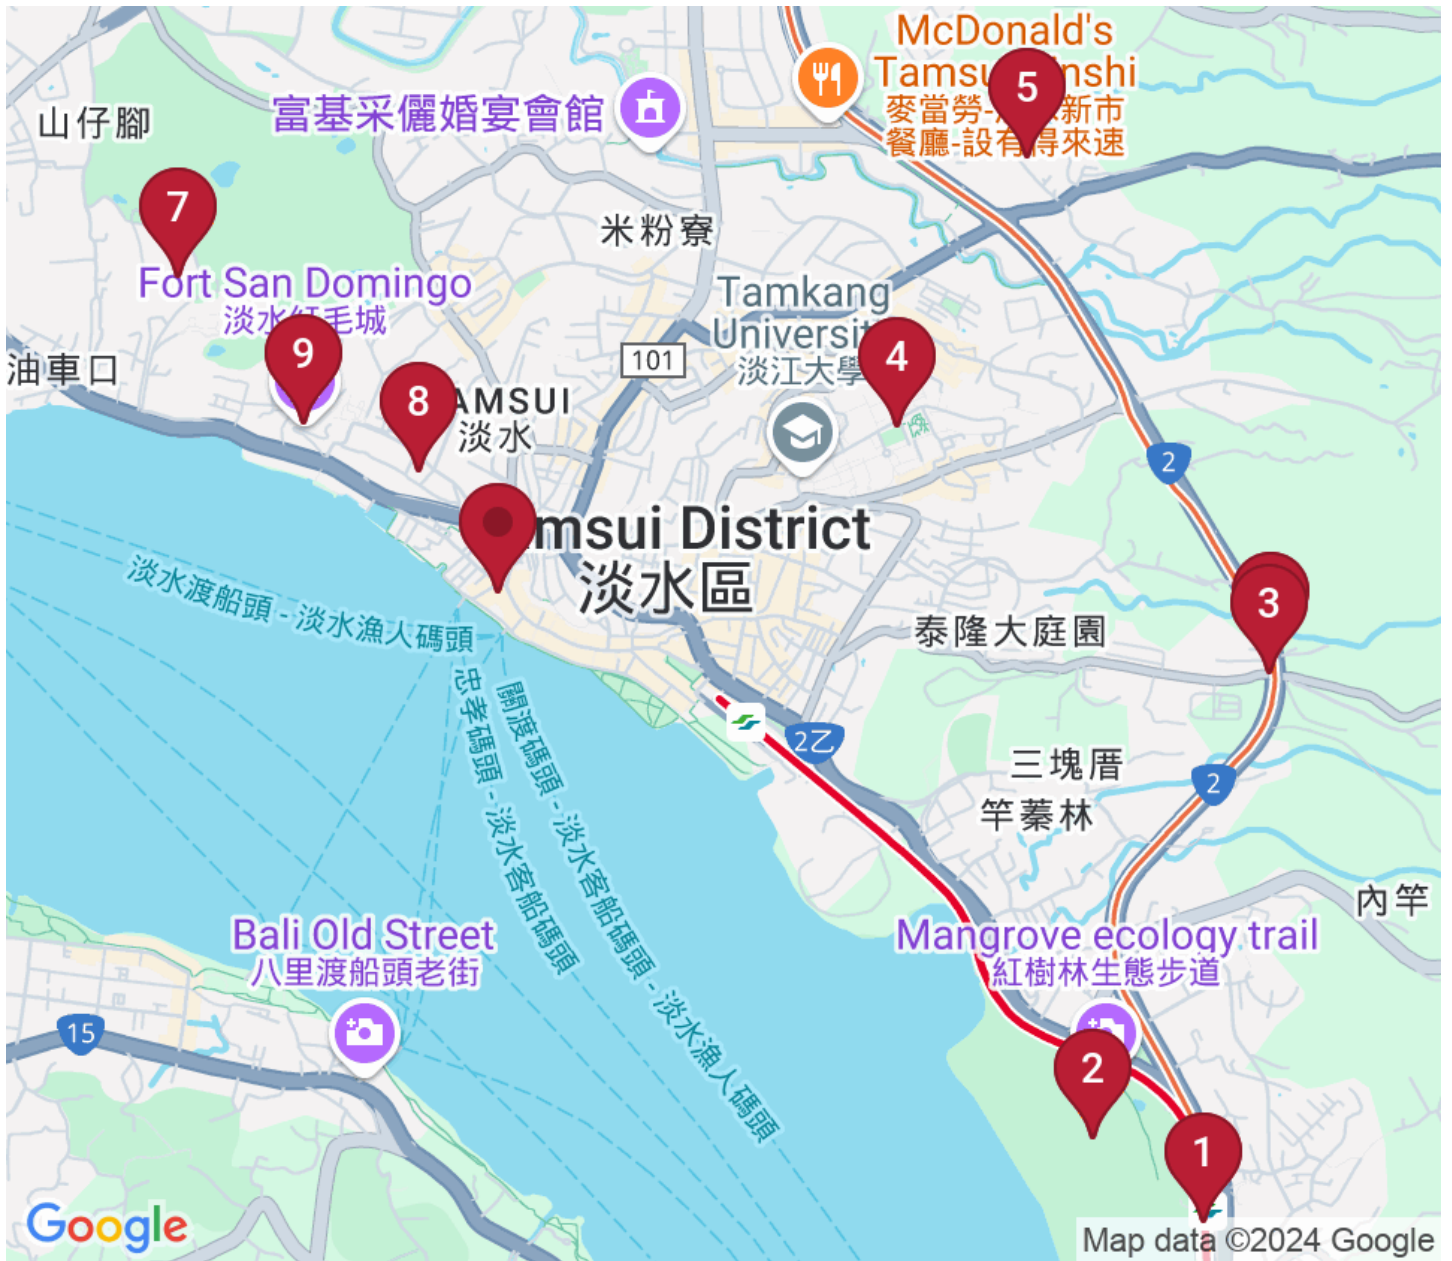 McDonald's
5
麥當勞
新市
餐廳-設有
得來速
富基采儷婚宴會館
山仔腳
7
米粉寮
Fort San Domingo
淡水紅毛城
Tamkang
University
淡江大學
101
4
油車口
9
8
淡水
2
District
淡水區
淡水渡船頭 - 淡水漁人碼頭
3
泰隆大庭園
忠孝碼頭 - 淡水客船碼頭
關渡碼頭 - 淡水客船碼頭 - 淡水漁人碼頭
2乙
三塊厝
2
竿蓁林
內竿
Bali Old Street
八里渡船頭老街
Mangrove ecology trail
紅樹林生態步道
15
2
1
Google
Map data ©2024 Google